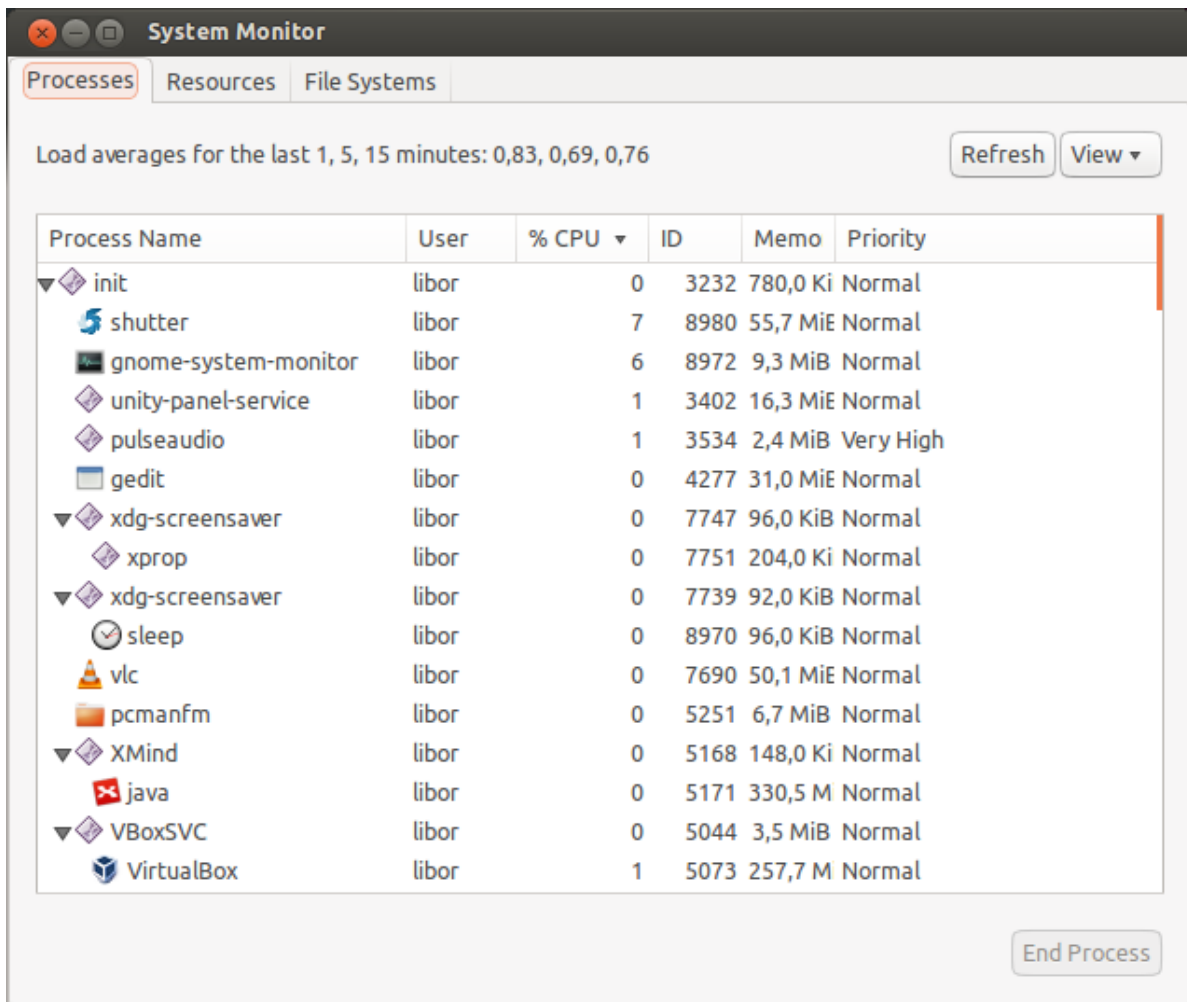 System Monitor
Processes Resources File Systems
Load averages for the last 1, 5, 15 minutes: 0,83, 0,69, 0,76 Refresh View
Process Name User % CPU ID Memo Priority
init libor 0 3232 780,0 Ki Normal
shutter libor 7 8980 55,7 MiE Normal
gnome-system-monitor libor 6 8972 9,3 MiB Normal
unity-panel-service libor 1 3402 16,3 MiE Normal
pulseaudio libor 1 3534 2,4 MiB Very High
gedit libor 0 4277 31,0 MiE Normal
xdg-screensaver libor 0 7747 96,0 KiB Normal
xprop libor 0 7751 204,0 Ki Normal
xdg-screensaver libor 0 7739 92,0 KiB Normal
sleep libor 0 8970 96,0 KiB Normal
vlc libor 0 7690 50,1 MiE Normal
pcmanfm libor 0 5251 6,7 MiB Normal
XMind libor 0 5168 148,0 Ki Normal
java libor 0 5171 330,5 M Normal
VBoxSVC libor 0 5044 3,5 MiB Normal
VirtualBox libor 1 5073 257,7 M Normal
End Process